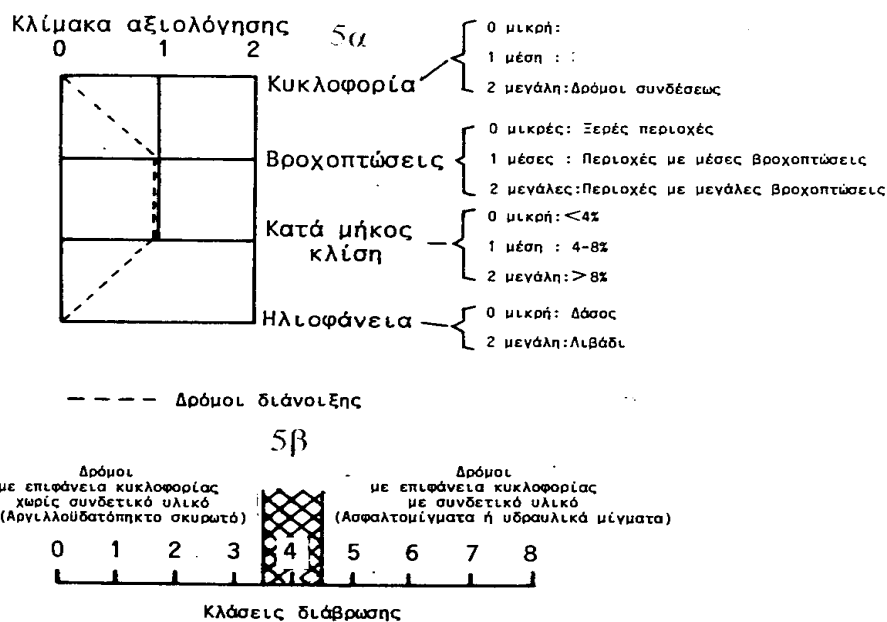 Κλίμακα αξιολόγησης
0 1 2
5α
Κυκλοφορία
0 μικρή:
1 μέση :
2 μεγάλη:Δρόμοι συνδέσεως
Βροχοπτώσεις
0 μικρές: Ξερές περιοχές
1 μέσες : Περιοχές με μέσες βροχοπτώσεις
2 μεγάλες:Περιοχές με μεγάλες βροχοπτώσεις
Κατά μήκος
κλίση
0 μικρή:<4%
1 μέση : 4-8%
2 μεγάλη:>8%
Ηλιοφάνεια
0 μικρή: Δάσος
2 μεγάλη:Λιβάδι
Δρόμοι διάνοιξης
5β
Δρόμοι
με επιφάνεια κυκλοφορίας
χωρίς συνδετικό υλικό
(Αργιλλοϋδατόπηκτο σκυρωτό)
Δρόμοι
με επιφάνεια κυκλοφορίας
με συνδετικό υλικό
(Ασφαλτομίγματα ή υδραυλικά μίγματα)
0 1 2 3 4 5 6 7 8
Κλάσεις διάβρωσης